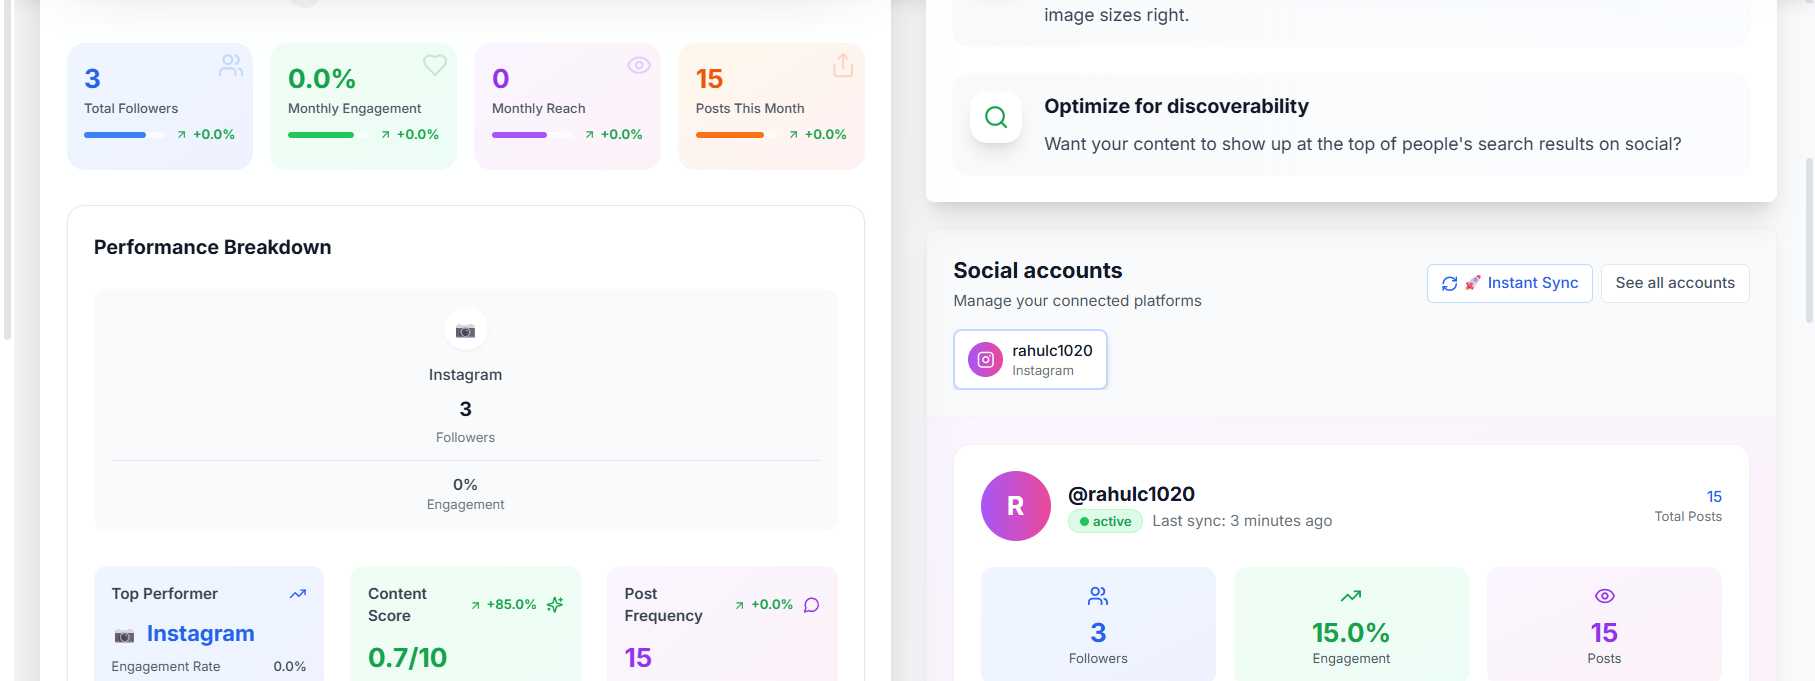 3
Total Followers
+0.0%
0.0%
Monthly Engagement
+0.0%
0
Monthly Reach
+0.0%
15
Posts This Month
+0.0%
Performance Breakdown
Instagram
3
Followers
0%
Engagement
Top Performer
Instagram
Engagement Rate 0.0%
Content
Score
+85.0%
0.7/10
Post
Frequency
+0.0%
15
image sizes right.
Optimize for discoverability
Want your content to show up at the top of people's search results on social?
Social accounts
Manage your connected platforms
🚀 Instant Sync
See all accounts
rahulc1020
Instagram
R
@rahulc1020
active Last sync: 3 minutes ago
15
Total Posts
3
Followers
15.0%
Engagement
15
Posts